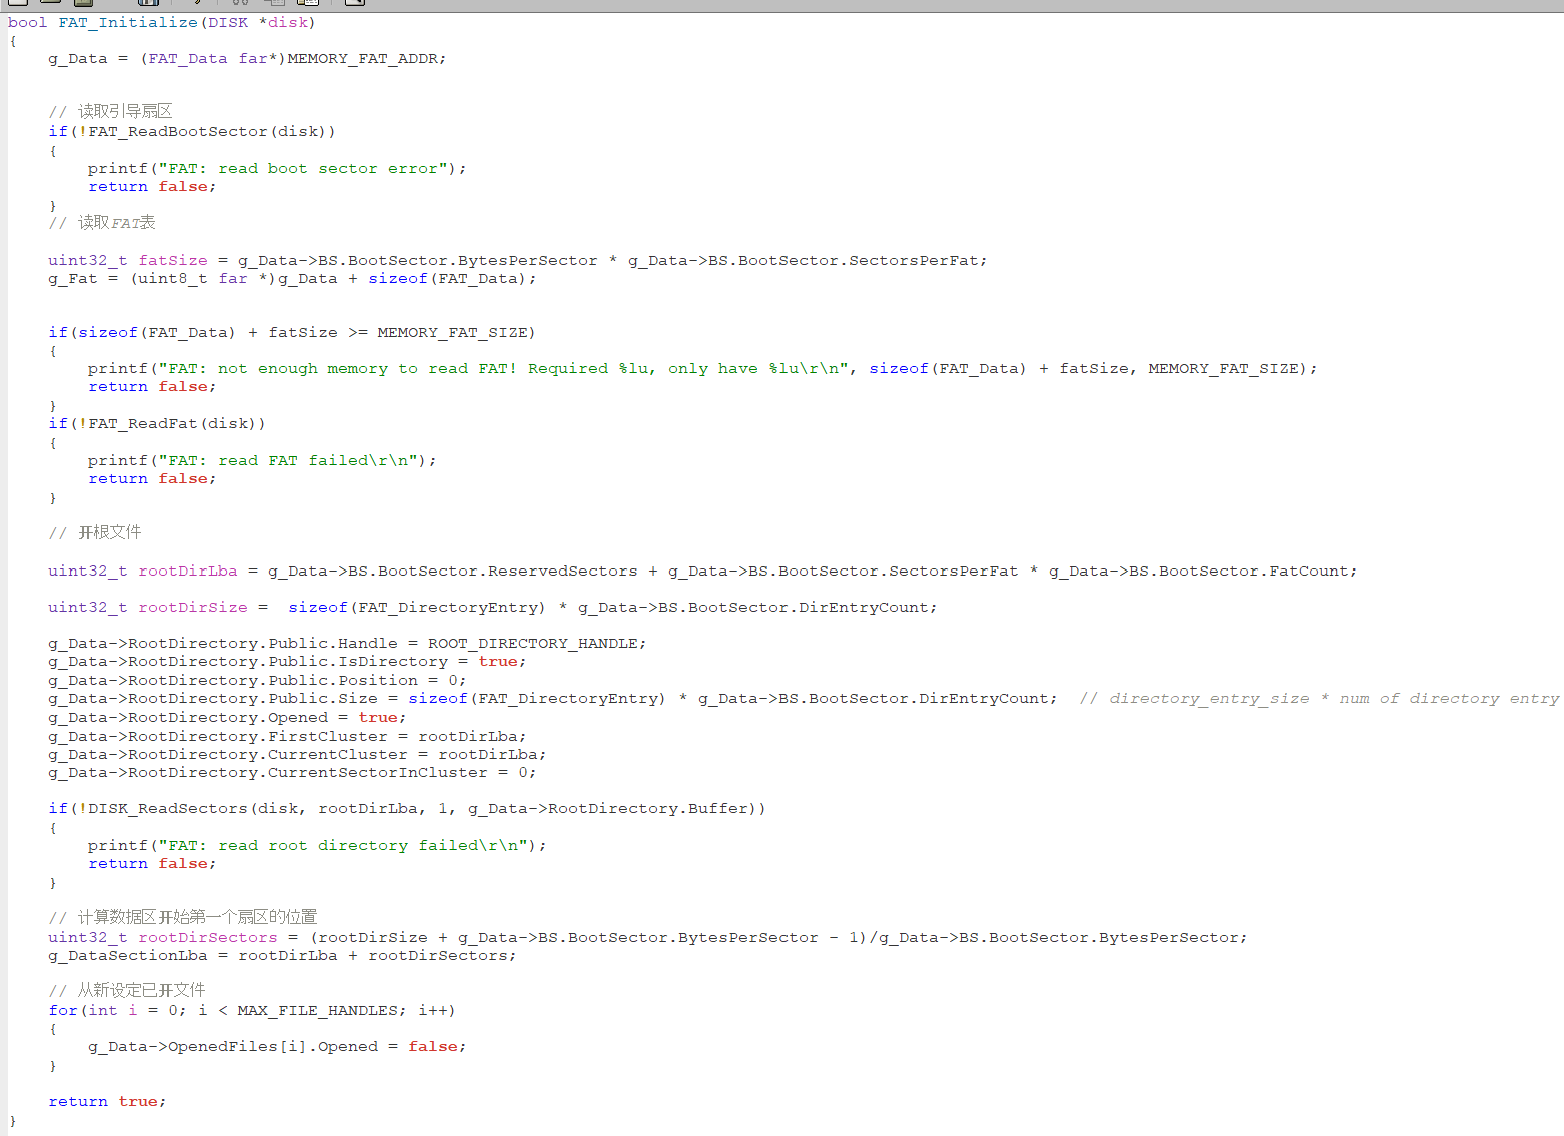 bool FAT_Initialize(DISK *disk)
{
    g_Data = (FAT_Data far*)MEMORY_FAT_ADDR;
    // 读取引导扇区
    if(!FAT_ReadBootSector(disk))
    {
        printf("FAT: read boot sector error");
        return false;
    }
    // 读取FAT表
    uint32_t fatSize = g_Data->BS.BootSector.BytesPerSector * g_Data->BS.BootSector.SectorsPerFat;
    g_Fat = (uint8_t far *)g_Data + sizeof(FAT_Data);
    if(sizeof(FAT_Data) + fatSize >= MEMORY_FAT_SIZE)
    {
        printf("FAT: not enough memory to read FAT! Required %lu, only have %lu\r\n", sizeof(FAT_Data) + fatSize, MEMORY_FAT_SIZE);
        return false;
    }
    if(!FAT_ReadFat(disk))
    {
        printf("FAT: read FAT failed\r\n");
        return false;
    }
    // 开根文件
    uint32_t rootDirLba = g_Data->BS.BootSector.ReservedSectors + g_Data->BS.BootSector.SectorsPerFat * g_Data->BS.BootSector.FatCount;
    uint32_t rootDirSize =  sizeof(FAT_DirectoryEntry) * g_Data->BS.BootSector.DirEntryCount;
    g_Data->RootDirectory.Public.Handle = ROOT_DIRECTORY_HANDLE;
    g_Data->RootDirectory.Public.IsDirectory = true;
    g_Data->RootDirectory.Public.Position = 0;
    g_Data->RootDirectory.Public.Size = sizeof(FAT_DirectoryEntry) * g_Data->BS.BootSector.DirEntryCount;  // directory_entry_size * num of directory entry
    g_Data->RootDirectory.Opened = true;
    g_Data->RootDirectory.FirstCluster = rootDirLba;
    g_Data->RootDirectory.CurrentCluster = rootDirLba;
    g_Data->RootDirectory.CurrentSectorInCluster = 0;
    if(!DISK_ReadSectors(disk, rootDirLba, 1, g_Data->RootDirectory.Buffer))
    {
        printf("FAT: read root directory failed\r\n");
        return false;
    }
    // 计算数据区开始第一个扇区的位置
    uint32_t rootDirSectors = (rootDirSize + g_Data->BS.BootSector.BytesPerSector - 1)/g_Data->BS.BootSector.BytesPerSector;
    g_DataSectionLba = rootDirLba + rootDirSectors;
    // 从新设定已开文件
    for(int i = 0; i < MAX_FILE_HANDLES; i++)
    {
        g_Data->OpenedFiles[i].Opened = false;
    }
    return true;
}